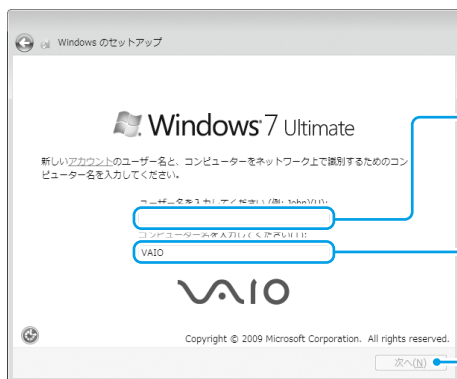 Windows のセットアップ
Windows 7 Ultimate
新しいアカウントのユーザー名と、コンピューターをネットワーク上で識別するためのコン
ピューター名を入力してください。
ユーザー名を入力してください (例: John)(U):
コンピューター名を入力してください(T):
VAIO
VAIO
Copyright © 2009 Microsoft Corporation. All rights reserved.
次へ(N)